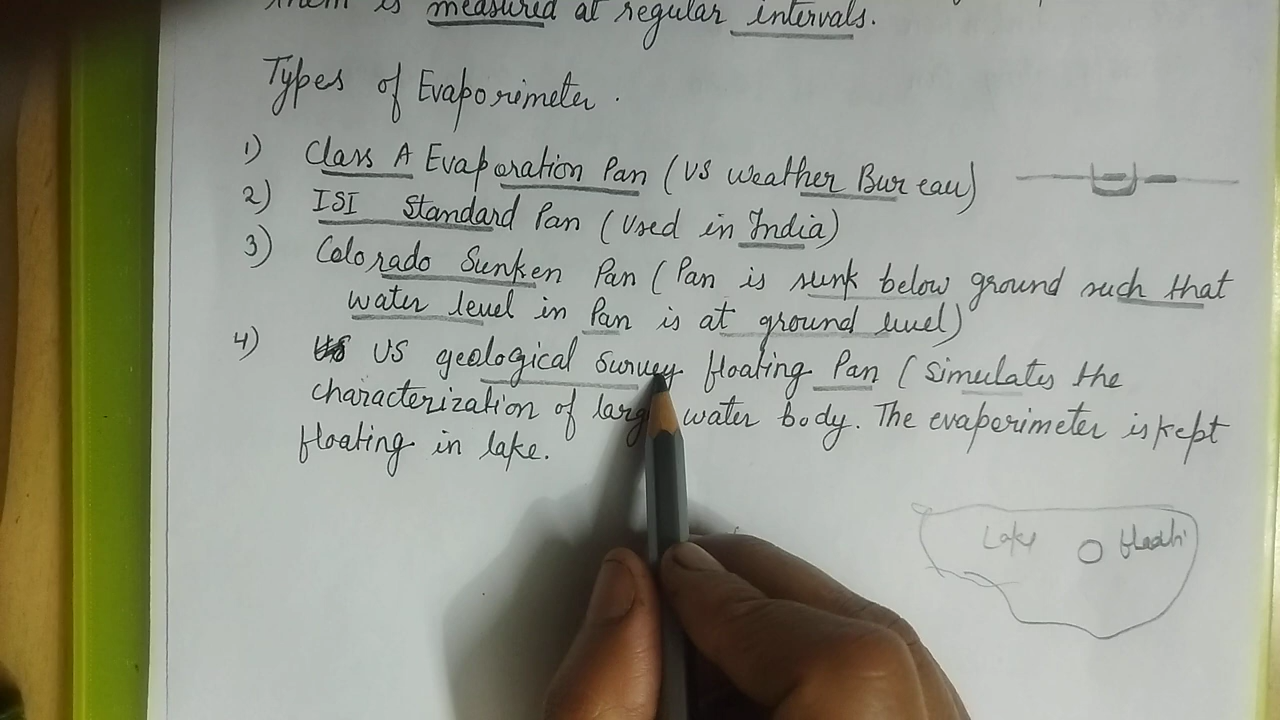 them is measured at regular intervals.
Types of Evaporimeter.
1) Class A Evaporation Pan (US Weather Bureau)
2) ISI Standard Pan (Used in India)
3) Colorado Sunken Pan (Pan is sunk below ground such that
water level in Pan is at ground level)
4) US geological Survey floating Pan (Simulates the
characterization of large water body. The evaporimeter is kept
floating in lake.
Lake